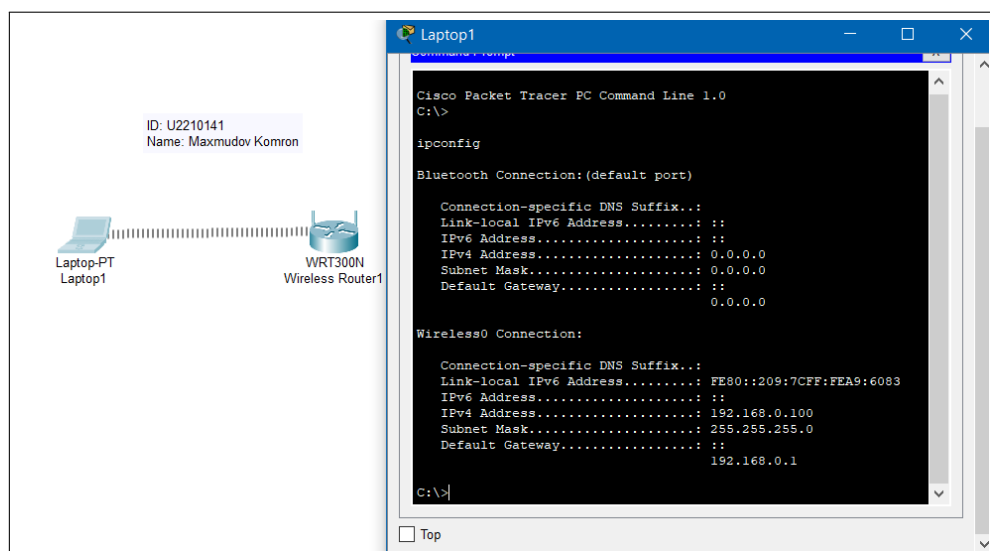 Laptop1
Command Prompt
Cisco Packet Tracer PC Command Line 1.0
C:\>
ipconfig
Bluetooth Connection:(default port)
Connection-specific DNS Suffix..:
Link-local IPv6 Address.........: ::
IPv6 Address....................: ::
IPv4 Address....................: 0.0.0.0
Subnet Mask.....................: 0.0.0.0
Default Gateway.................: ::
0.0.0.0
Wireless0 Connection:
Connection-specific DNS Suffix..:
Link-local IPv6 Address.........: FE80::209:7CFF:FEA9:6083
IPv6 Address....................: ::
IPv4 Address....................: 192.168.0.100
Subnet Mask.....................: 255.255.255.0
Default Gateway.................: ::
192.168.0.1
C:\>
Top
ID: U2210141
Name: Maxmudov Komron
Laptop-PT
Laptop1
WRT300N
Wireless Router1